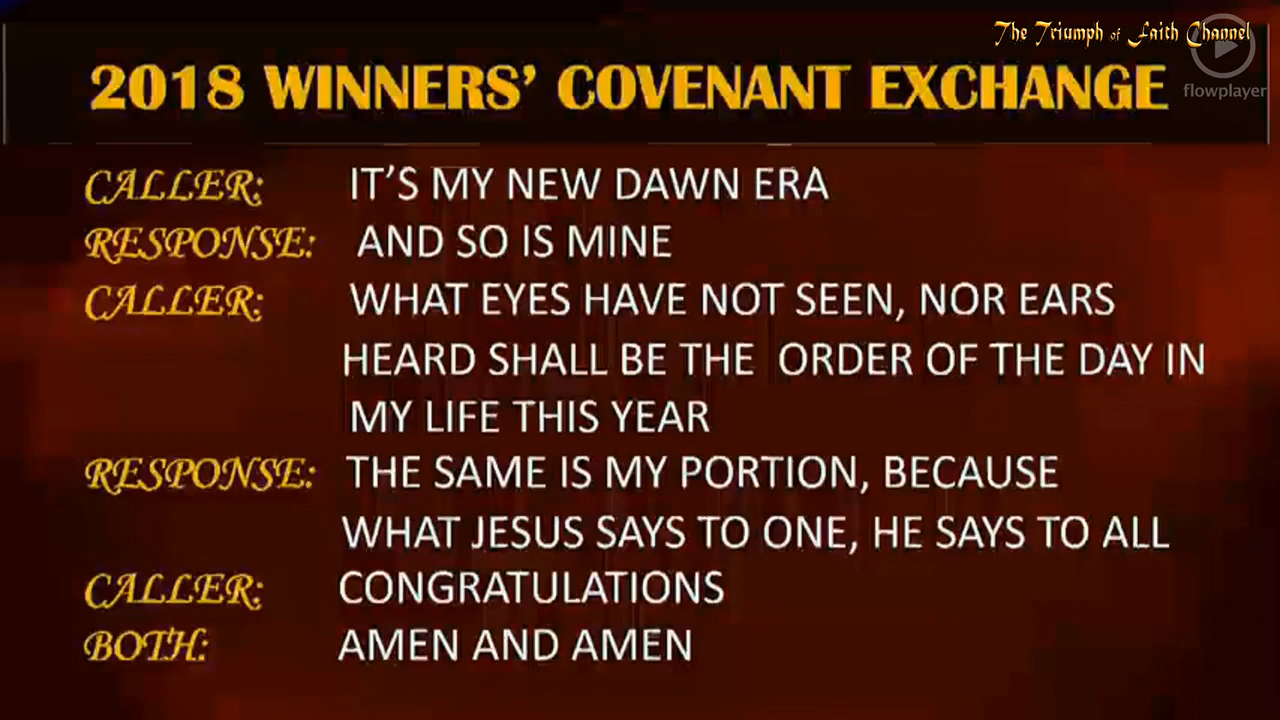 The Triumph of Faith Channel
flowplayer
2018 WINNERS’ COVENANT EXCHANGE
CALLER: IT’S MY NEW DAWN ERA
RESPONSE: AND SO IS MINE
CALLER: WHAT EYES HAVE NOT SEEN, NOR EARS
HEARD SHALL BE THE ORDER OF THE DAY IN
MY LIFE THIS YEAR
RESPONSE: THE SAME IS MY PORTION, BECAUSE
WHAT JESUS SAYS TO ONE, HE SAYS TO ALL
CALLER: CONGRATULATIONS
BOTH: AMEN AND AMEN